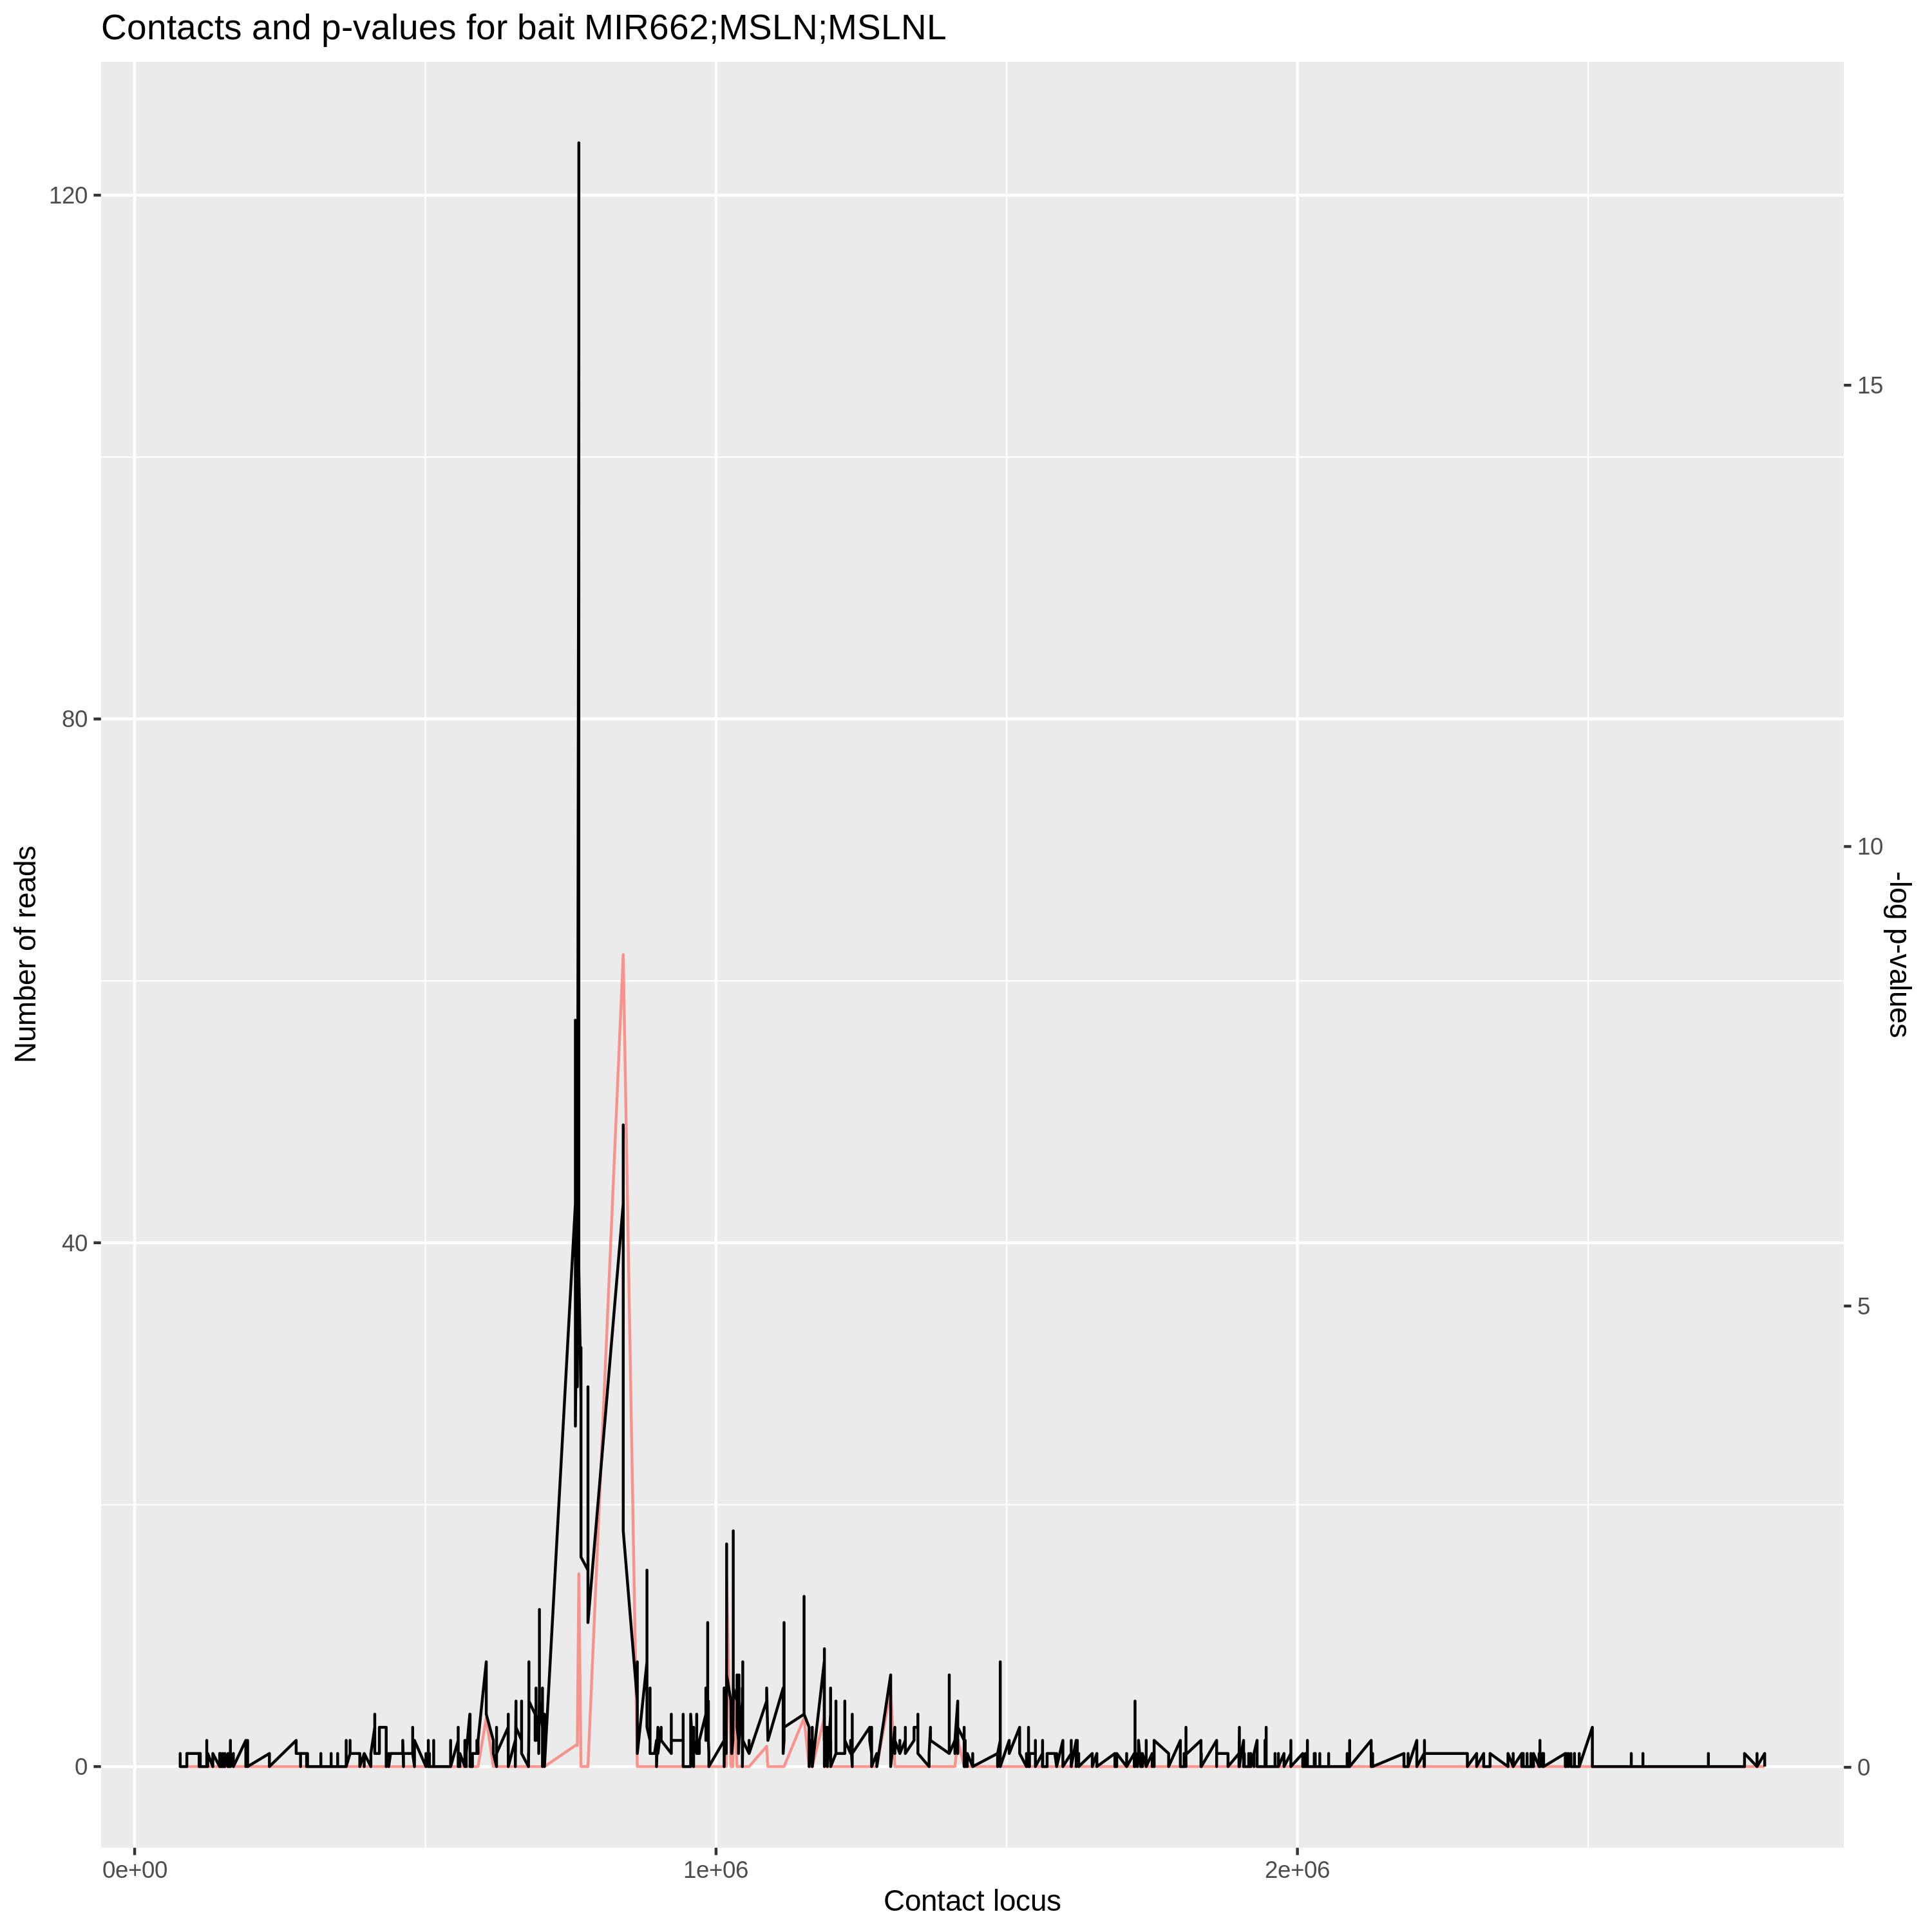 Contacts and p-values for bait MIR662;MSLN;MSLNL
120
80
40
0
Number of reads
15
10
5
0
-log p-values
0e+00
1e+06
2e+06
Contact locus